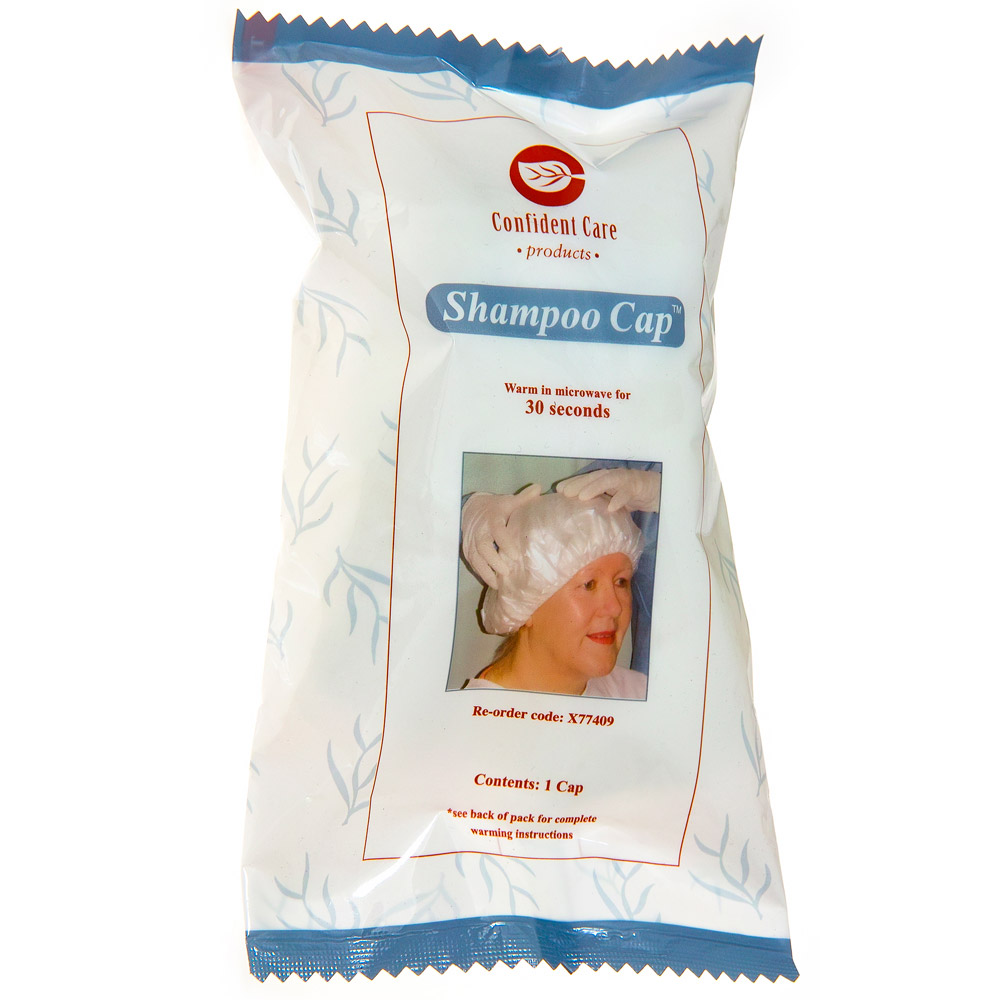 Confident Care
• products •
Shampoo Cap™
Warm in microwave for
30 seconds
Re-order code: X77409
Contents: 1 Cap
*see back of pack for complete
warming instructions